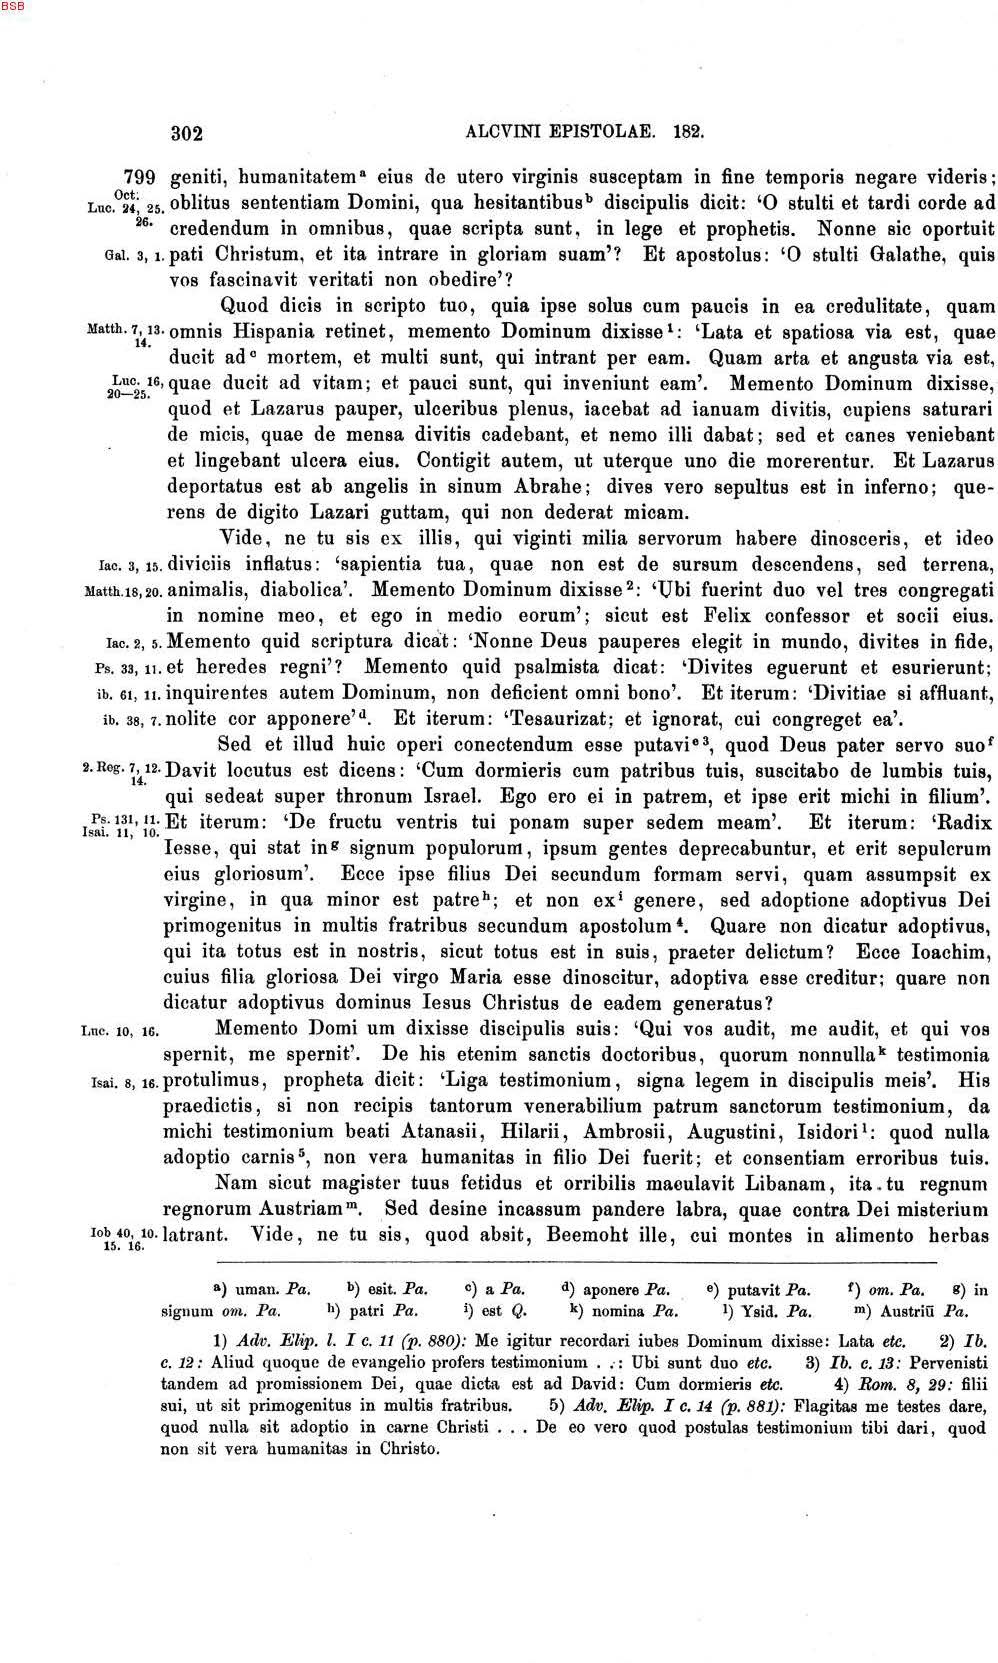 BSB
302 ALCVINI EPISTOLAE. 182.
799 geniti, humanitatemᵃ eius de utero virginis susceptam in fine temporis negare videris;
Oct.
Luc. 24, 25. oblitus sententiam Domini, qua hesitantibusᵇ discipulis dicit: ‘O stulti et tardi corde ad
26. credendum in omnibus, quae scripta sunt, in lege et prophetis. Nonne sic oportuit
Gal. 3, 1. pati Christum, et ita intrare in gloriam suam’? Et apostolus: ‘O stulti Galathe, quis
vos fascinavit veritati non obedire’?
Quod dicis in scripto tuo, quia ipse solus cum paucis in ea credulitate, quam
Matth. 7, 13. omnis Hispania retinet, memento Dominum dixisse¹: ‘Lata et spatiosa via est, quae
14.
ducit adᶜ mortem, et multi sunt, qui intrant per eam. Quam arta et angusta via est,
Luc. 16, quae ducit ad vitam; et pauci sunt, qui inveniunt eam’. Memento Dominum dixisse,
20—25.
quod et Lazarus pauper, ulceribus plenus, iacebat ad ianuam divitis, cupiens saturari
de micis, quae de mensa divitis cadebant, et nemo illi dabat; sed et canes veniebant
et lingebant ulcera eius. Contigit autem, ut uterque uno die morerentur. Et Lazarus
deportatus est ab angelis in sinum Abrahe; dives vero sepultus est in inferno; que-
rens de digito Lazari guttam, qui non dederat micam.
Vide, ne tu sis ex illis, qui viginti milia servorum habere dinosceris, et ideo
Iac. 3, 15. diviciis inflatus: ‘sapientia tua, quae non est de sursum descendens, sed terrena,
Matth. 18, 20. animalis, diabolica’. Memento Dominum dixisse²: ‘Ubi fuerint duo vel tres congregati
in nomine meo, et ego in medio eorum’; sicut est Felix confessor et socii eius.
Iac. 2, 5. Memento quid scriptura dicat: ‘Nonne Deus pauperes elegit in mundo, divites in fide,
Ps. 33, 11. et heredes regni’? Memento quid psalmista dicat: ‘Divites eguerunt et esurierunt;
ib. 61, 11. inquirentes autem Dominum, non deficient omni bono’. Et iterum: ‘Divitiae si affluant,
ib. 38, 7. nolite cor apponere’ᵈ. Et iterum: ‘Tesaurizat; et ignorat, cui congreget ea’.
Sed et illud huic operi conectendum esse putaviᵉ³, quod Deus pater servo suoᶠ
2. Reg. 7, 12. Davit locutus est dicens: ‘Cum dormieris cum patribus tuis, suscitabo de lumbis tuis,
14.
qui sedeat super thronum Israel. Ego ero ei in patrem, et ipse erit michi in filium’.
Ps. 131, 11. Et iterum: ‘De fructu ventris tui ponam super sedem meam’. Et iterum: ‘Radix
Isai. 11, 10.
Iesse, qui stat inᵍ signum populorum, ipsum gentes deprecabuntur, et erit sepulcrum
eius gloriosum’. Ecce ipse filius Dei secundum formam servi, quam assumpsit ex
virgine, in qua minor est patreʰ; et non exⁱ genere, sed adoptione adoptivus Dei
primogenitus in multis fratribus secundum apostolum⁴. Quare non dicatur adoptivus,
qui ita totus est in nostris, sicut totus est in suis, praeter delictum? Ecce Ioachim,
cuius filia gloriosa Dei virgo Maria esse dinoscitur, adoptiva esse creditur; quare non
dicatur adoptivus dominus Iesus Christus de eadem generatus?
Luc. 10, 16. Memento Domi um dixisse discipulis suis: ‘Qui vos audit, me audit, et qui vos
spernit, me spernit’. De his etenim sanctis doctoribus, quorum nonnullaᵏ testimonia
Isai. 8, 16. protulimus, propheta dicit: ‘Liga testimonium, signa legem in discipulis meis’. His
praedictis, si non recipis tantorum venerabilium patrum sanctorum testimonium, da
michi testimonium beati Atanasii, Hilarii, Ambrosii, Augustini, Isidoriˡ: quod nulla
adoptio carnis⁵, non vera humanitas in filio Dei fuerit; et consentiam erroribus tuis.
Nam sicut magister tuus fetidus et orribilis maculavit Libanam, ita tu regnum
regnorum Austriamᵐ. Sed desine incassum pandere labra, quae contra Dei misterium
Iob 40, 10. latrant. Vide, ne tu sis, quod absit, Beemoht ille, cui montes in alimento herbas
15. 16.
a) uman. Pa. b) esit. Pa. c) a Pa. d) aponere Pa. e) putavit Pa. f) om. Pa. g) in
signum om. Pa. h) patri Pa. i) est Q. k) nomina Pa. l) Ysid. Pa. m) Austriū Pa.
1) Adv. Elip. l. I c. 11 (p. 880): Me igitur recordari iubes Dominum dixisse: Lata etc. 2) Ib.
c. 12: Aliud quoque de evangelio profers testimonium . .: Ubi sunt duo etc. 3) Ib. c. 13: Pervenisti
tandem ad promissionem Dei, quae dicta est ad David: Cum dormieris etc. 4) Rom. 8, 29: filii
sui, ut sit primogenitus in multis fratribus. 5) Adv. Elip. I c. 14 (p. 881): Flagitas me testes dare,
quod nulla sit adoptio in carne Christi . . . De eo vero quod postulas testimonium tibi dari, quod
non sit vera humanitas in Christo.